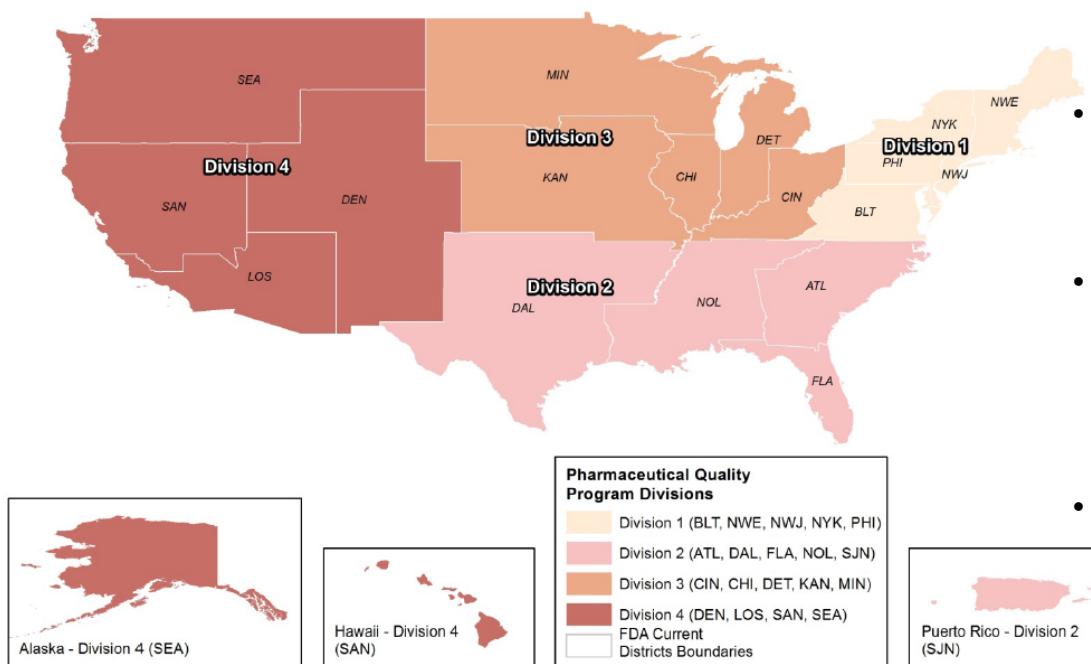 SEA
MIN
NWE
NYK
Division 1
Division 3
DET
Division 4
PHI
KAN
CHI
NWJ
CIN
SAN
DEN
BLT
LOS
Division 2
DAL
NOL
ATL
FLA
Pharmaceutical Quality
Program Divisions
Division 1 (BLT, NWE, NWJ, NYK, PHI)
Division 2 (ATL, DAL, FLA, NOL, SJN)
Division 3 (CIN, CHI, DET, KAN, MIN)
Division 4 (DEN, LOS, SAN, SEA)
FDA Current
Districts Boundaries
Alaska - Division 4 (SEA)
Hawaii - Division 4
(SAN)
Puerto Rico - Division 2
(SJN)